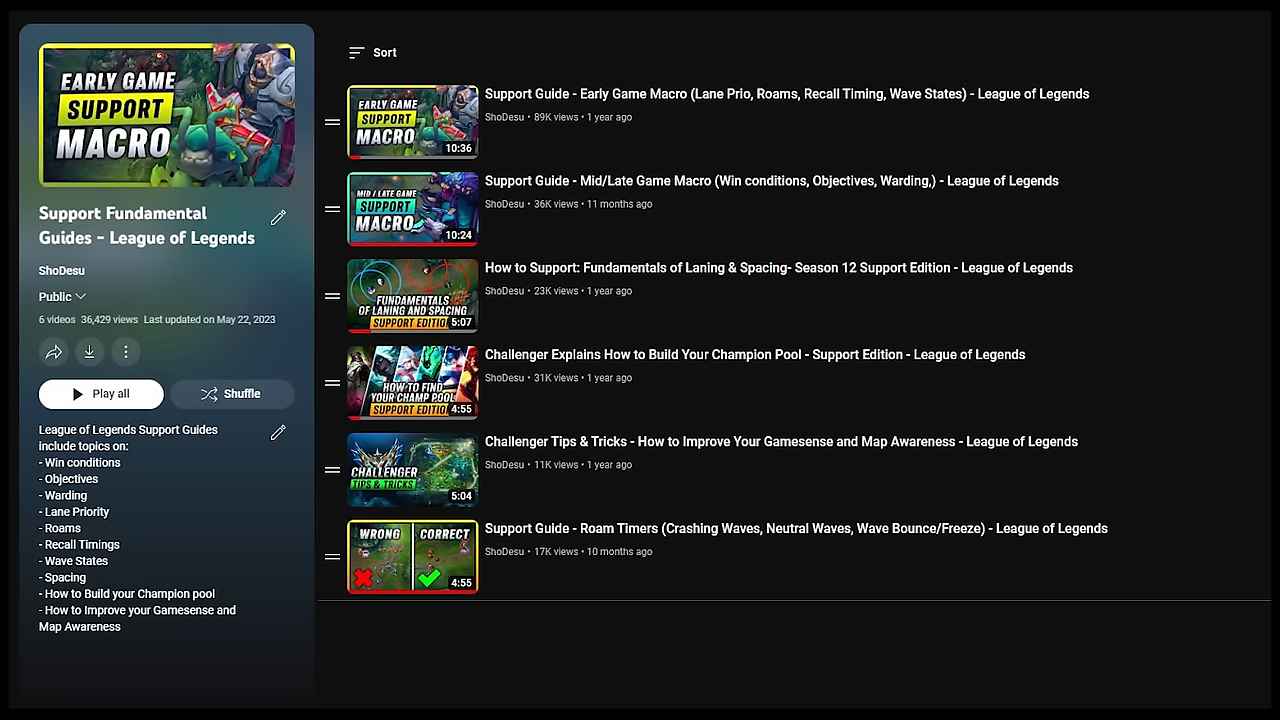 EARLY GAME
SUPPORT
MACRO
Support Fundamental
Guides - League of Legends
ShoDesu
Public
6 videos 36,429 views Last updated on May 22, 2023
Play all
Shuffle
League of Legends Support Guides
include topics on:
- Win conditions
- Objectives
- Warding
- Lane Priority
- Roams
- Recall Timings
- Wave States
- Spacing
- How to Build your Champion pool
- How to Improve your Gamesense and
Map Awareness
Sort
EARLY GAME
SUPPORT
MACRO
10:36
Support Guide - Early Game Macro (Lane Prio, Roams, Recall Timing, Wave States) - League of Legends
ShoDesu • 89K views • 1 year ago
MID / LATE GAME
SUPPORT
MACRO
10:24
Support Guide - Mid/Late Game Macro (Win conditions, Objectives, Warding,) - League of Legends
ShoDesu • 36K views • 11 months ago
FUNDAMENTALS
OF LANING AND SPACING
SUPPORT EDITIO
5:07
How to Support: Fundamentals of Laning & Spacing- Season 12 Support Edition - League of Legends
ShoDesu • 23K views • 1 year ago
HOW TO FIND
YOUR CHAMP POOL
SUPPORT EDITIO
4:55
Challenger Explains How to Build Your Champion Pool - Support Edition - League of Legends
ShoDesu • 31K views • 1 year ago
CHALLENGER
TIPS & TRICKS
5:04
Challenger Tips & Tricks - How to Improve Your Gamesense and Map Awareness - League of Legends
ShoDesu • 11K views • 1 year ago
WRONG
CORRECT
4:55
Support Guide - Roam Timers (Crashing Waves, Neutral Waves, Wave Bounce/Freeze) - League of Legends
ShoDesu • 17K views • 10 months ago